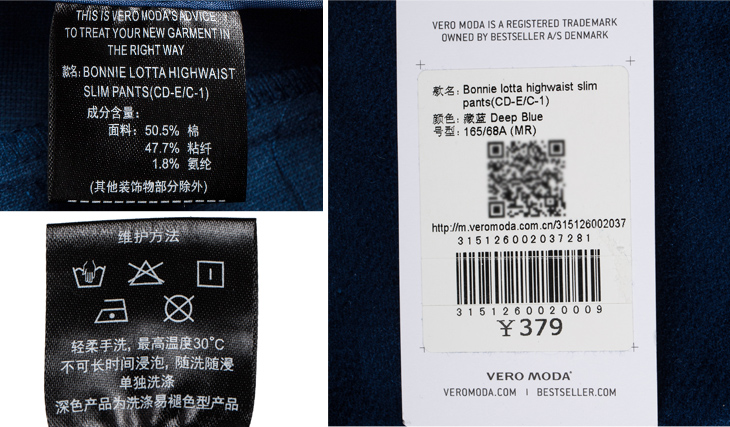 THIS IS VERO MODA'S ADVICE
TO TREAT YOUR NEW GARMENT IN
THE RIGHT WAY
款名:BONNIE LOTTA HIGHWAIST
SLIM PANTS(CD-E/C-1)
成分含量:
面料: 50.5% 棉
47.7% 粘纤
1.8% 氨纶
(其他装饰物部分除外)
维护方法
轻柔手洗, 最高温度30°C
不可长时间浸泡, 随洗随漫
单独洗涤
深色产品为洗涤易褪色型产品
VERO MODA IS A REGISTERED TRADEMARK
OWNED BY BESTSELLER A/S DENMARK
款名: Bonnie lotta highwaist slim
pants(CD-E/C-1)
颜色: 藏蓝 Deep Blue
号型: 165/68A (MR)
http://m.veromoda.com.cn/315126002037
315126002037281
3151260020009
¥379
VERO MODA
VEROMODA.COM | BESTSELLER.COM